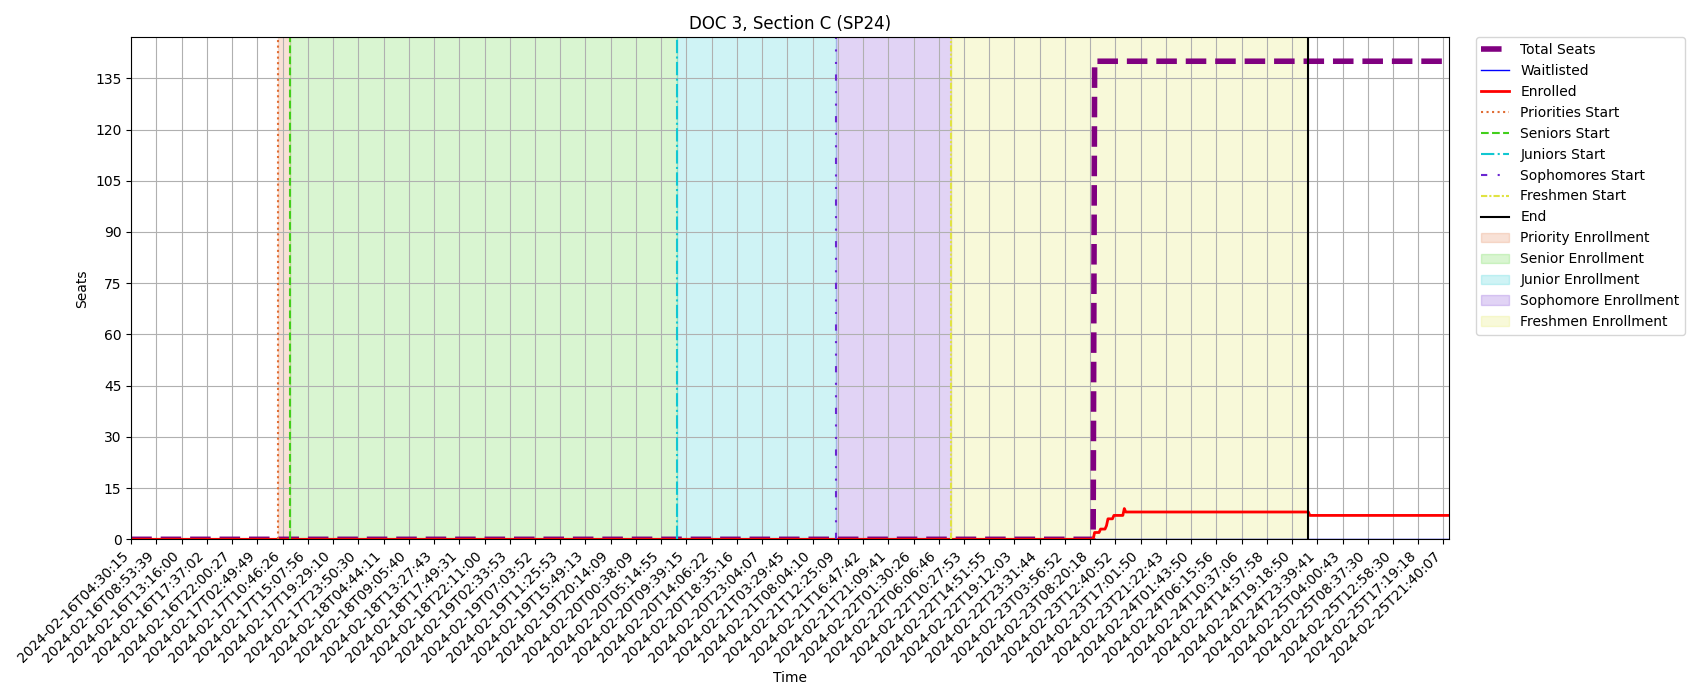 DOC 3, Section C (SP24)
Seats
135
120
105
90
75
60
45
30
15
0
2024-02-16T04:30:15
2024-02-16T08:53:39
2024-02-16T13:16:00
2024-02-16T17:37:02
2024-02-16T22:00:27
2024-02-17T02:49:49
2024-02-17T10:46:26
2024-02-17T15:07:56
2024-02-17T19:29:10
2024-02-17T23:50:30
2024-02-18T04:44:11
2024-02-18T09:05:40
2024-02-18T13:27:43
2024-02-18T17:49:31
2024-02-18T22:11:00
2024-02-19T02:33:53
2024-02-19T07:03:52
2024-02-19T11:25:53
2024-02-19T15:49:13
2024-02-19T20:14:09
2024-02-20T00:38:09
2024-02-20T05:14:55
2024-02-20T09:39:15
2024-02-20T14:06:22
2024-02-20T18:35:16
2024-02-20T23:04:07
2024-02-21T03:29:45
2024-02-21T08:04:10
2024-02-21T12:25:09
2024-02-21T16:47:42
2024-02-21T21:09:41
2024-02-22T01:30:26
2024-02-22T06:06:46
2024-02-22T10:27:53
2024-02-22T14:51:55
2024-02-22T19:12:03
2024-02-22T23:31:44
2024-02-23T03:56:52
2024-02-23T08:20:18
2024-02-23T12:40:52
2024-02-23T17:01:50
2024-02-23T21:22:43
2024-02-24T01:43:50
2024-02-24T06:15:56
2024-02-24T10:37:06
2024-02-24T14:57:58
2024-02-24T19:18:50
2024-02-24T23:39:41
2024-02-25T04:00:43
2024-02-25T08:37:30
2024-02-25T12:58:30
2024-02-25T17:19:18
2024-02-25T21:40:07
Time
Total Seats
Waitlisted
Enrolled
Priorities Start
Seniors Start
Juniors Start
Sophomores Start
Freshmen Start
End
Priority Enrollment
Senior Enrollment
Junior Enrollment
Sophomore Enrollment
Freshmen Enrollment